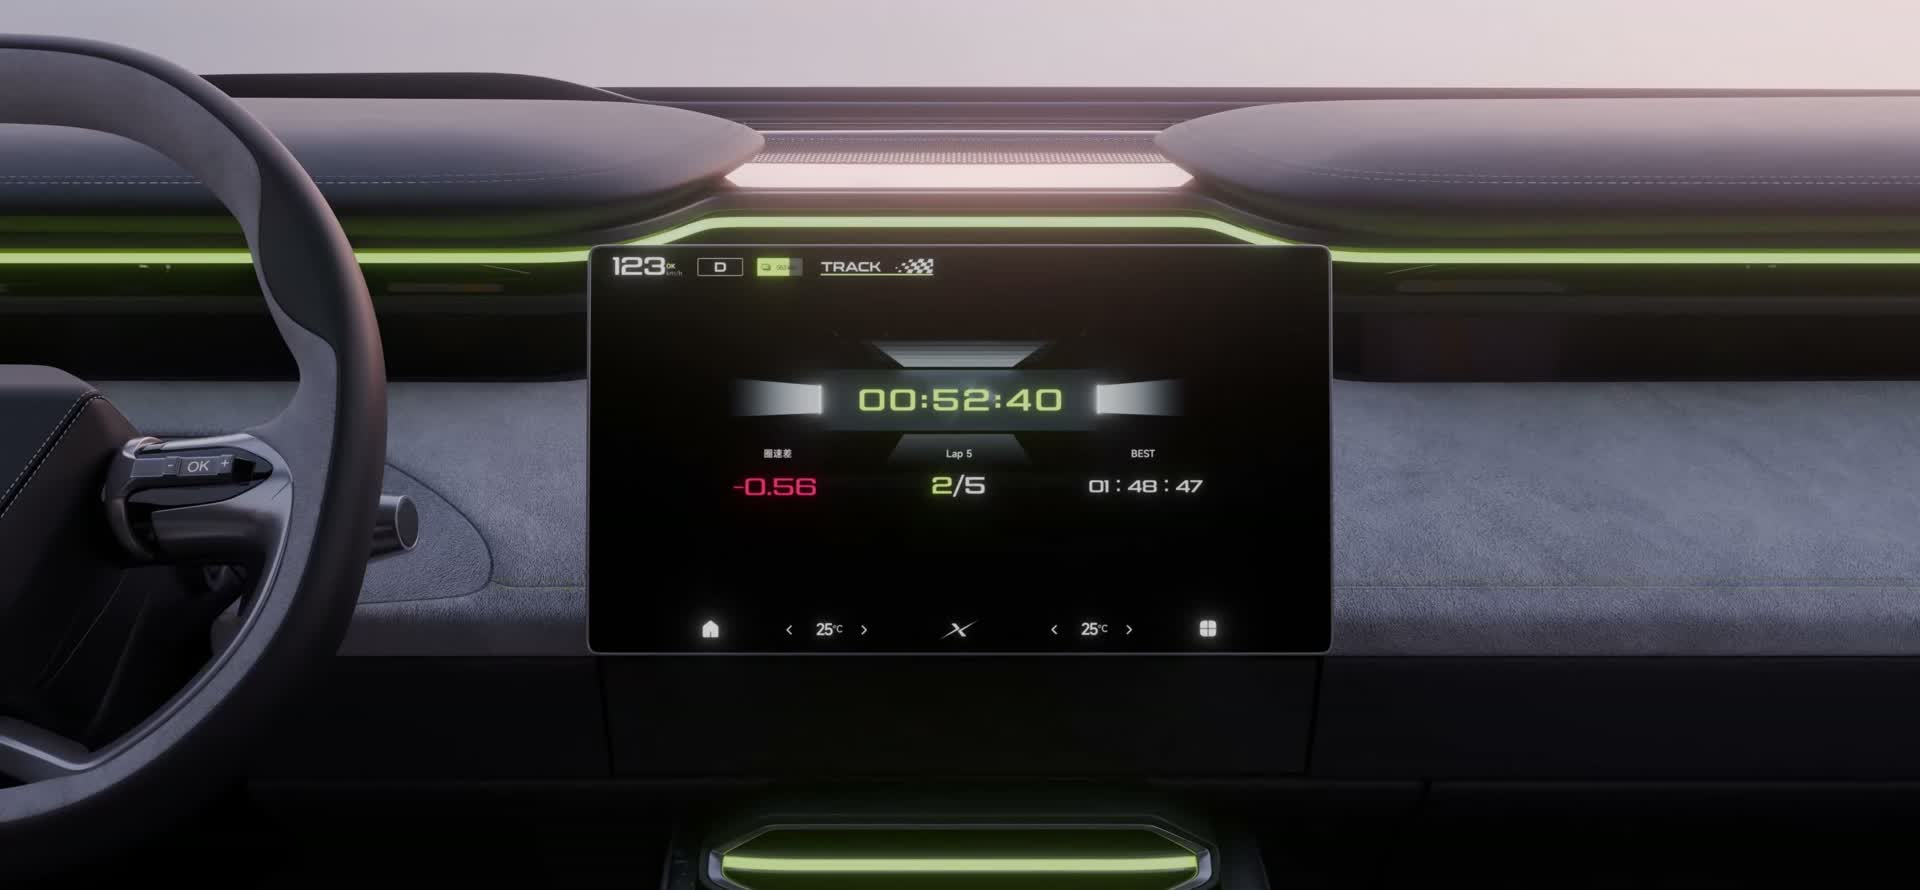 123 km/h D TRACK
00:52:40
圈速差 Lap 5 BEST
-0.56 2/5 01:48:47
- OK +
< 25°C > < 25°C >